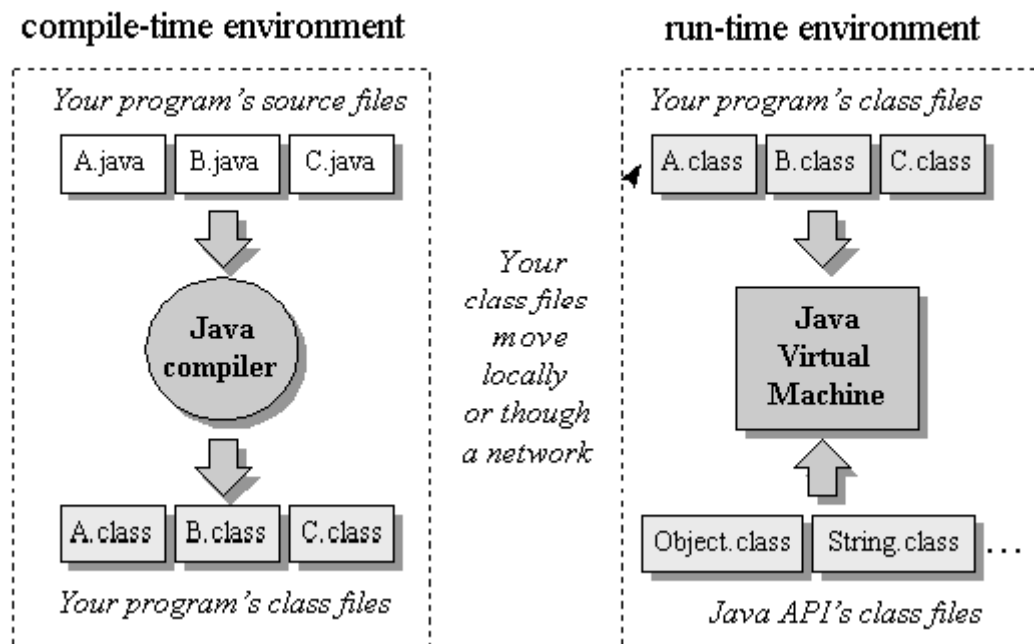 compile-time environment
Your program's source files
A.java
B.java
C.java
Java
compiler
A.class
B.class
C.class
Your program's class files
Your
class files
move
locally
or though
a network
run-time environment
Your program's class files
A.class
B.class
C.class
Java
Virtual
Machine
Object.class
String.class
...
Java API's class files